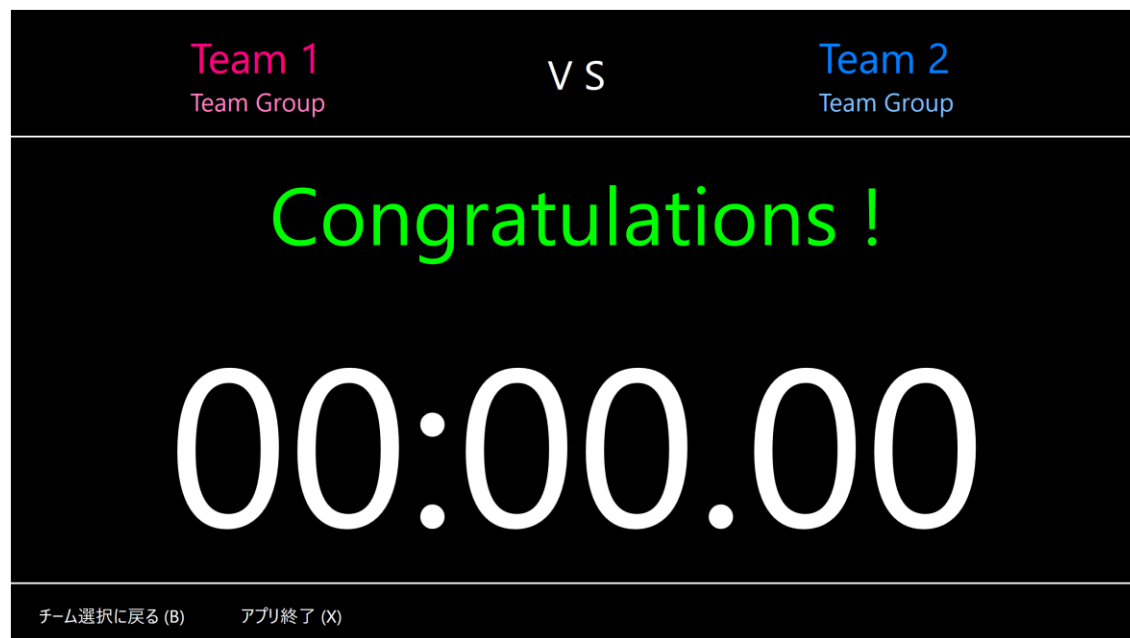 Team 1
Team Group
V S
Team 2
Team Group
Congratulations !
00:00.00
チーム選択に戻る (B)
アプリ終了 (X)